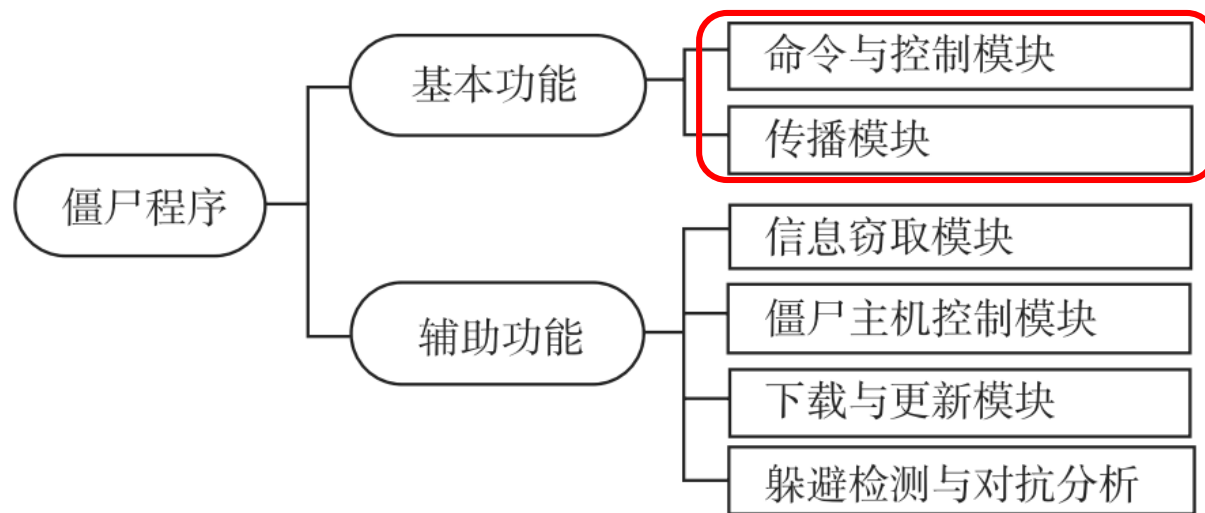 僵尸程序
基本功能
命令与控制模块
传播模块
辅助功能
信息窃取模块
僵尸主机控制模块
下载与更新模块
躲避检测与对抗分析